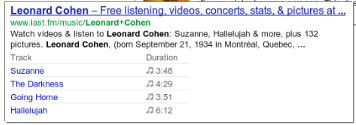 Leonard Cohen – Free listening, videos, concerts, stats, & pictures at ...
www.last.fm/music/Leonard+Cohen
Watch videos & listen to Leonard Cohen: Suzanne, Hallelujah & more, plus 132
pictures. Leonard Cohen, (born September 21, 1934 in Montréal, Quebec, ...
Track Duration
Suzanne ♫ 3:48
The Darkness ♫ 4:29
Going Home ♫ 3:51
Hallelujah ♫ 6:12